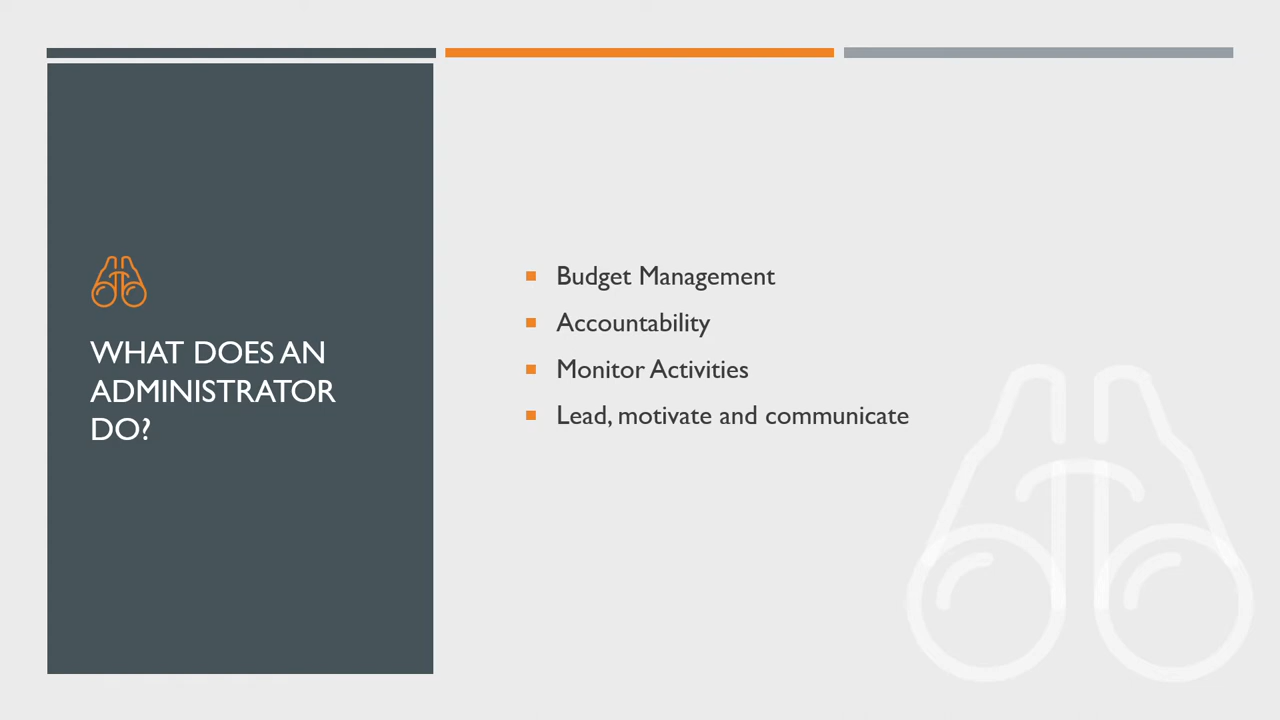 WHAT DOES AN
ADMINISTRATOR
DO?
Budget Management
Accountability
Monitor Activities
Lead, motivate and communicate